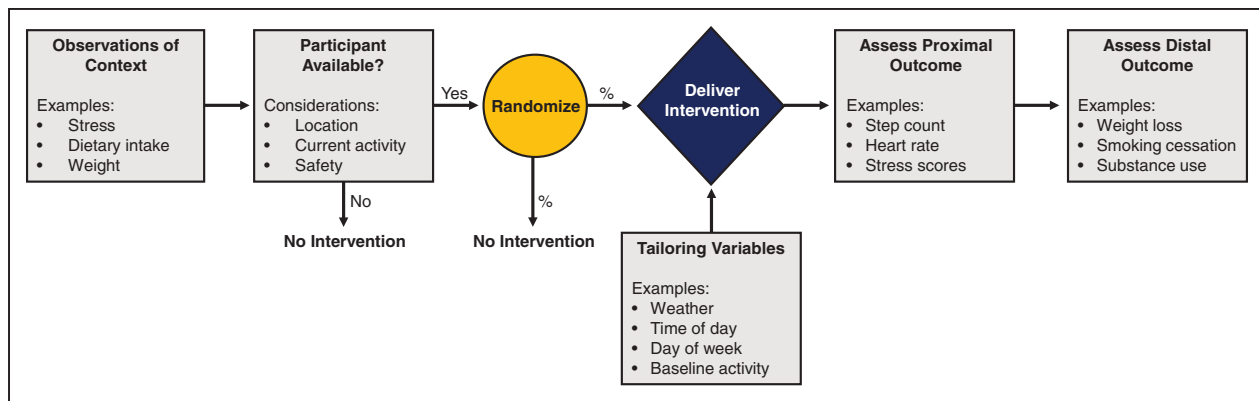 Observations of
Context
Examples:
• Stress
• Dietary intake
• Weight
Participant
Available?
Considerations:
• Location
• Current activity
• Safety
No
No Intervention
Yes
Randomize
%
%
No Intervention
Deliver
Intervention
Tailoring Variables
Examples:
• Weather
• Time of day
• Day of week
• Baseline activity
Assess Proximal
Outcome
Examples:
• Step count
• Heart rate
• Stress scores
Assess Distal
Outcome
Examples:
• Weight loss
• Smoking cessation
• Substance use